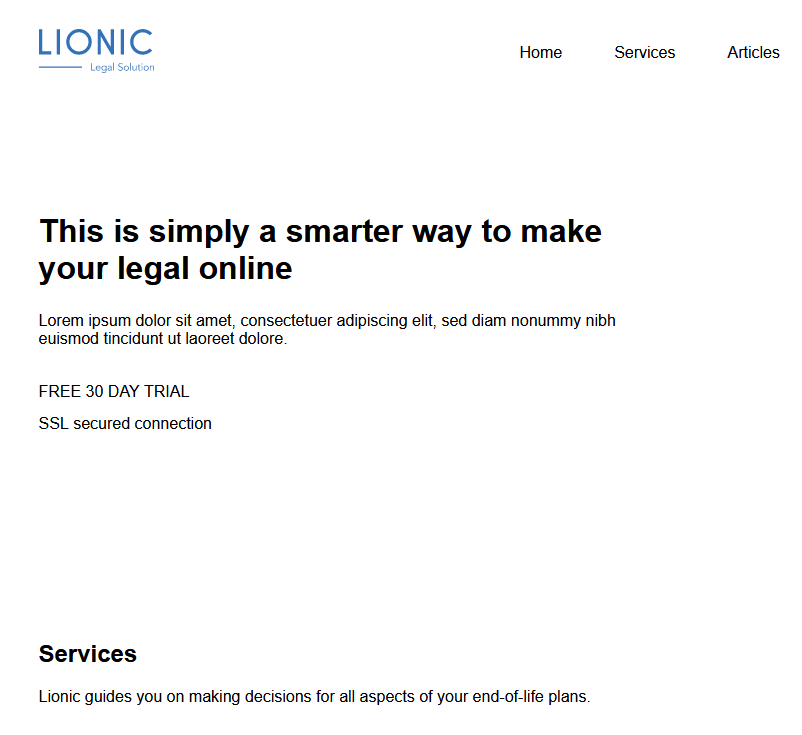 LIONIC
Legal Solution
Home Services Articles
This is simply a smarter way to make
your legal online
Lorem ipsum dolor sit amet, consectetuer adipiscing elit, sed diam nonummy nibh
euismod tincidunt ut laoreet dolore.
FREE 30 DAY TRIAL
SSL secured connection
Services
Lionic guides you on making decisions for all aspects of your end-of-life plans.